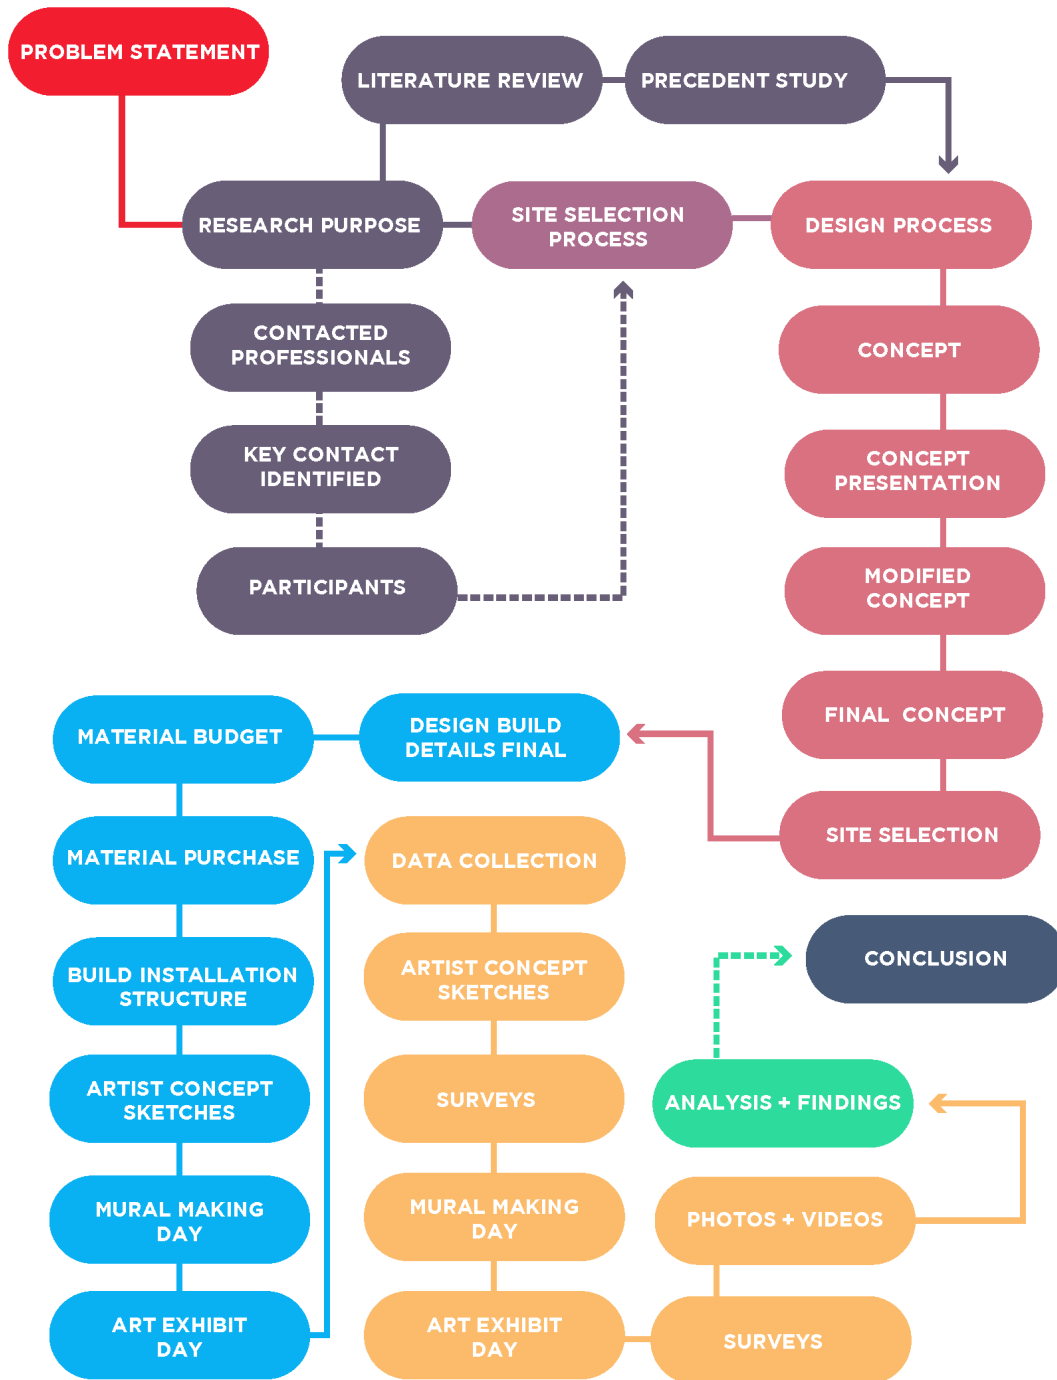 PROBLEM STATEMENT
LITERATURE REVIEW
PRECEDENT STUDY
RESEARCH PURPOSE
SITE SELECTION
PROCESS
DESIGN PROCESS
CONTACTED
PROFESSIONALS
KEY CONTACT
IDENTIFIED
PARTICIPANTS
CONCEPT
CONCEPT
PRESENTATION
MODIFIED
CONCEPT
FINAL CONCEPT
SITE SELECTION
DESIGN BUILD
DETAILS FINAL
MATERIAL BUDGET
MATERIAL PURCHASE
BUILD INSTALLATION
STRUCTURE
ARTIST CONCEPT
SKETCHES
MURAL MAKING
DAY
ART EXHIBIT
DAY
DATA COLLECTION
ARTIST CONCEPT
SKETCHES
SURVEYS
MURAL MAKING
DAY
ART EXHIBIT
DAY
SURVEYS
PHOTOS + VIDEOS
ANALYSIS + FINDINGS
CONCLUSION